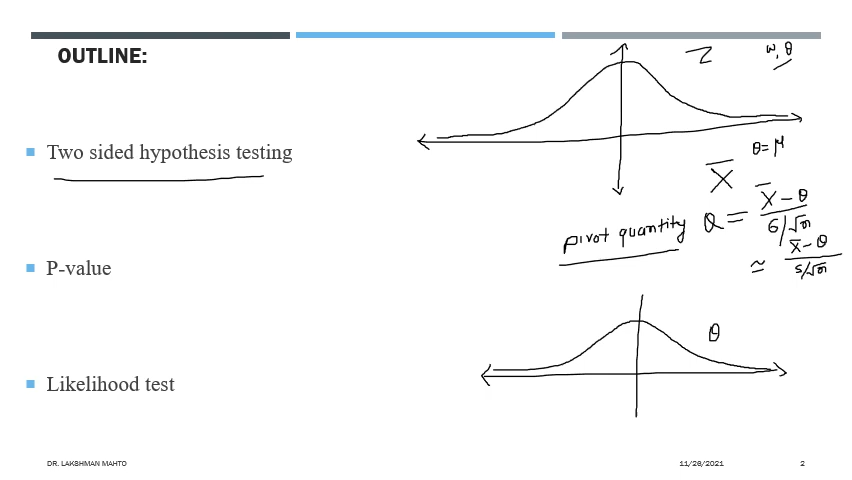 OUTLINE:
Two sided hypothesis testing
P-value
Likelihood test
Z
w, θ
θ = μ
X̄
pivot quantity Q = X̄ - θ / σ/√n
≈ x̄ - θ / s/√n
θ
DR. LAKSHMAN MAHTO
11/28/2021
2